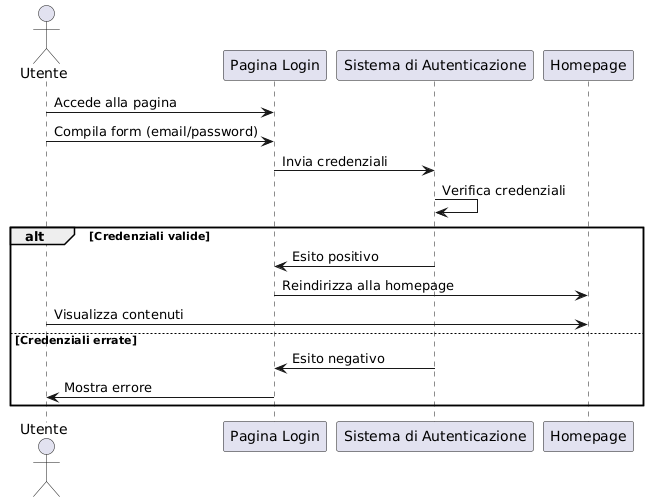 Utente
Pagina Login
Sistema di Autenticazione
Homepage
Accede alla pagina
Compila form (email/password)
Invia credenziali
Verifica credenziali
alt
[Credenziali valide]
Esito positivo
Reindirizza alla homepage
Visualizza contenuti
[Credenziali errate]
Esito negativo
Mostra errore
Utente
Pagina Login
Sistema di Autenticazione
Homepage